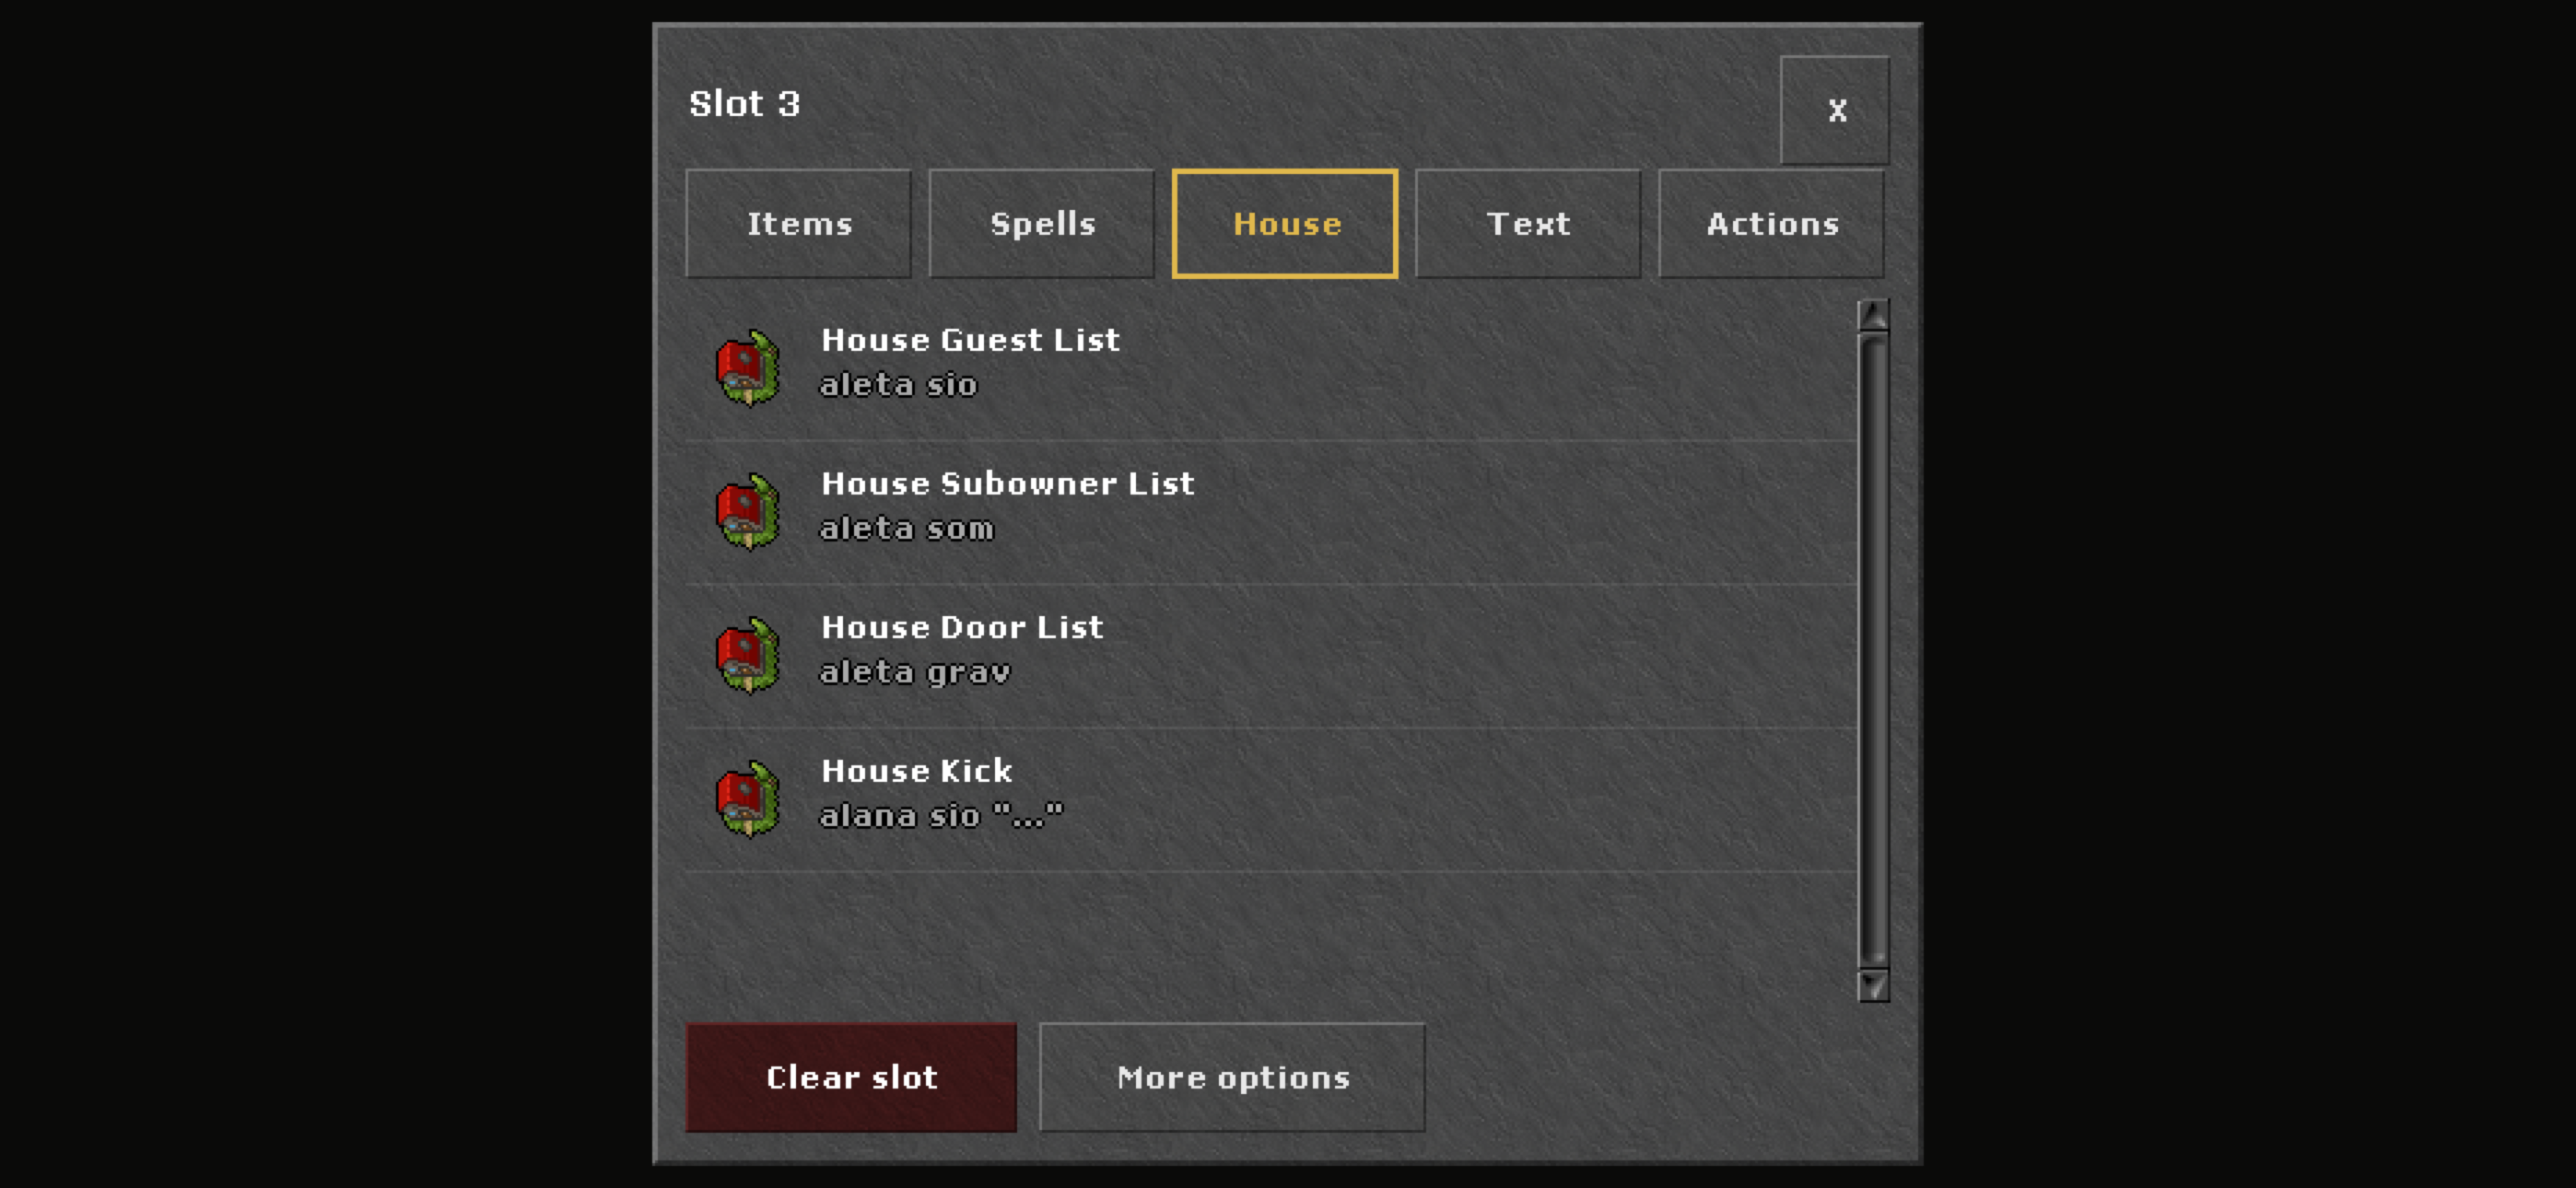 Slot 3
X
Items
Spells
House
Text
Actions
House Guest List
aleta sio
House Subowner List
aleta som
House Door List
aleta grav
House Kick
alana sio "..."
Clear slot
More options